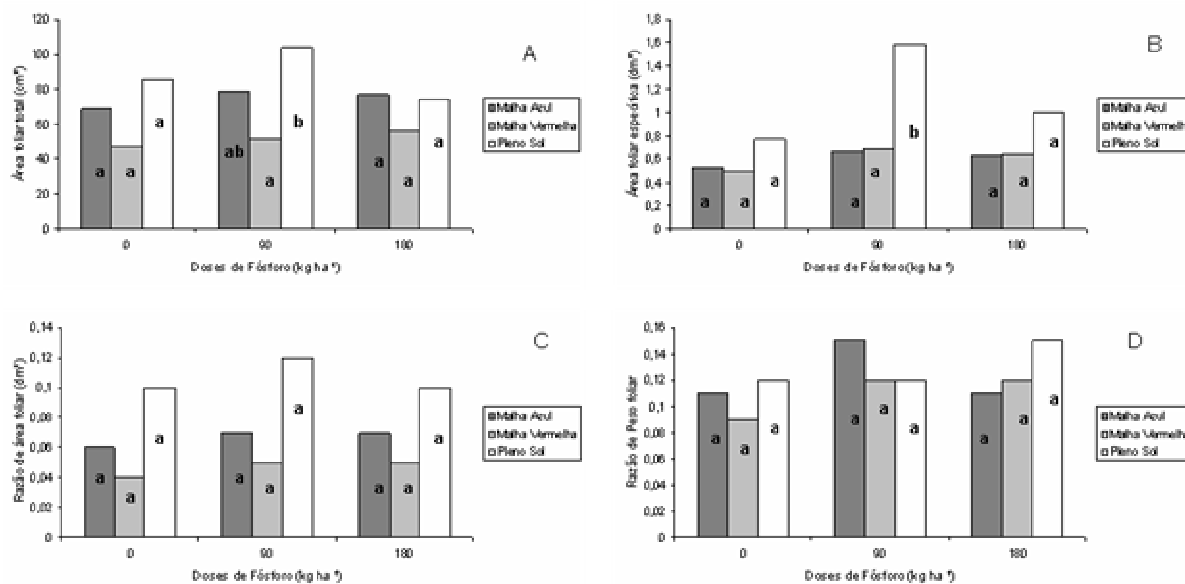 A
Área foliar total (cm²)
120
100
80
60
40
20
0
a a a
ab a b
a a a
0 90 180
Doses de Fósforo (kg ha⁻¹)
Malha Azul
Malha Vermelha
Pleno Sol
B
Área foliar específica (dm²)
1,8
1,6
1,4
1,2
1
0,8
0,6
0,4
0,2
0
a a a
a a b
a a a
0 90 180
Doses de Fósforo (kg ha⁻¹)
Malha Azul
Malha Vermelha
Pleno Sol
C
Razão de área foliar (dm²)
0,14
0,12
0,1
0,08
0,06
0,04
0,02
0
a a a
a a a
a a a
0 90 180
Doses de Fósforo (kg ha⁻¹)
Malha Azul
Malha Vermelha
Pleno Sol
D
Razão de Peso foliar
0,16
0,14
0,12
0,1
0,08
0,06
0,04
0,02
0
a a a
a a a
a a a
0 90 180
Doses de Fósforo (kg ha⁻¹)
Malha Azul
Malha Vermelha
Pleno Sol